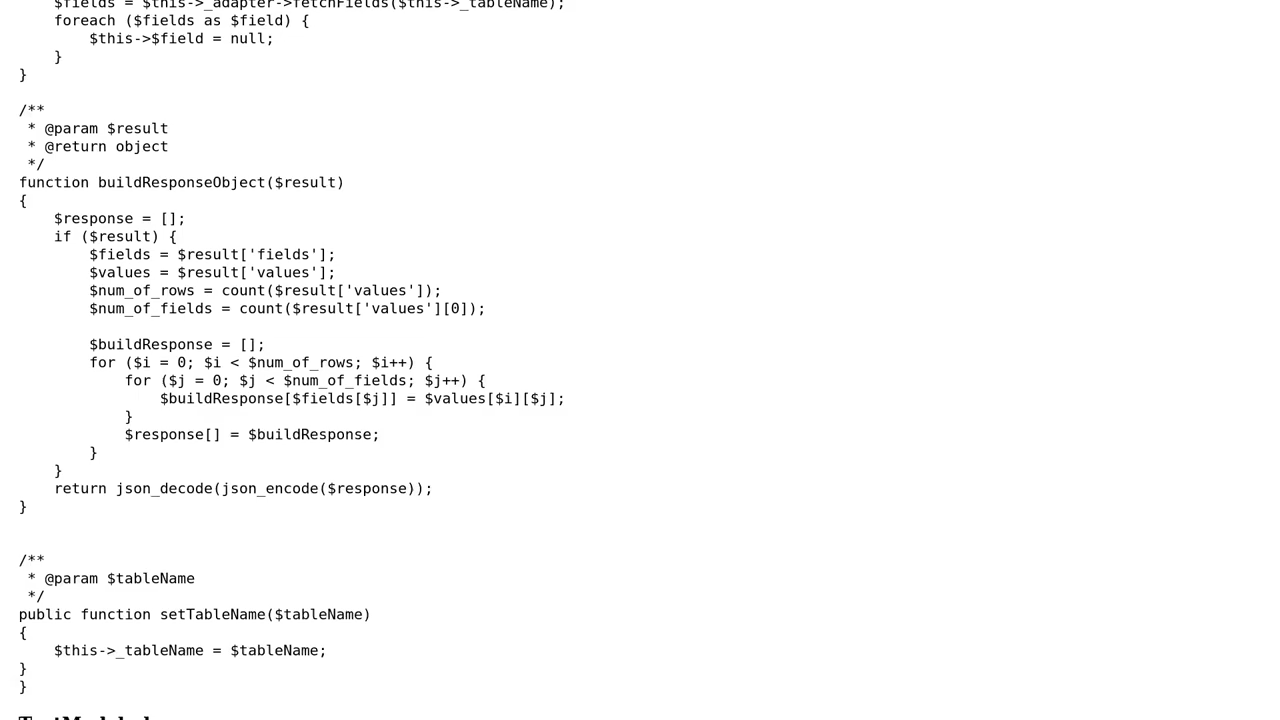 $fields = $this->_adapter->fetchFields($this->_tableName);
foreach ($fields as $field) {
$this->$field = null;
}
}
/**
* @param $result
* @return object
*/
function buildResponseObject($result)
{
$response = [];
if ($result) {
$fields = $result['fields'];
$values = $result['values'];
$num_of_rows = count($result['values']);
$num_of_fields = count($result['values'][0]);
$buildResponse = [];
for ($i = 0; $i < $num_of_rows; $i++) {
for ($j = 0; $j < $num_of_fields; $j++) {
$buildResponse[$fields[$j]] = $values[$i][$j];
}
$response[] = $buildResponse;
}
}
return json_decode(json_encode($response));
}
/**
* @param $tableName
*/
public function setTableName($tableName)
{
$this->_tableName = $tableName;
}
}